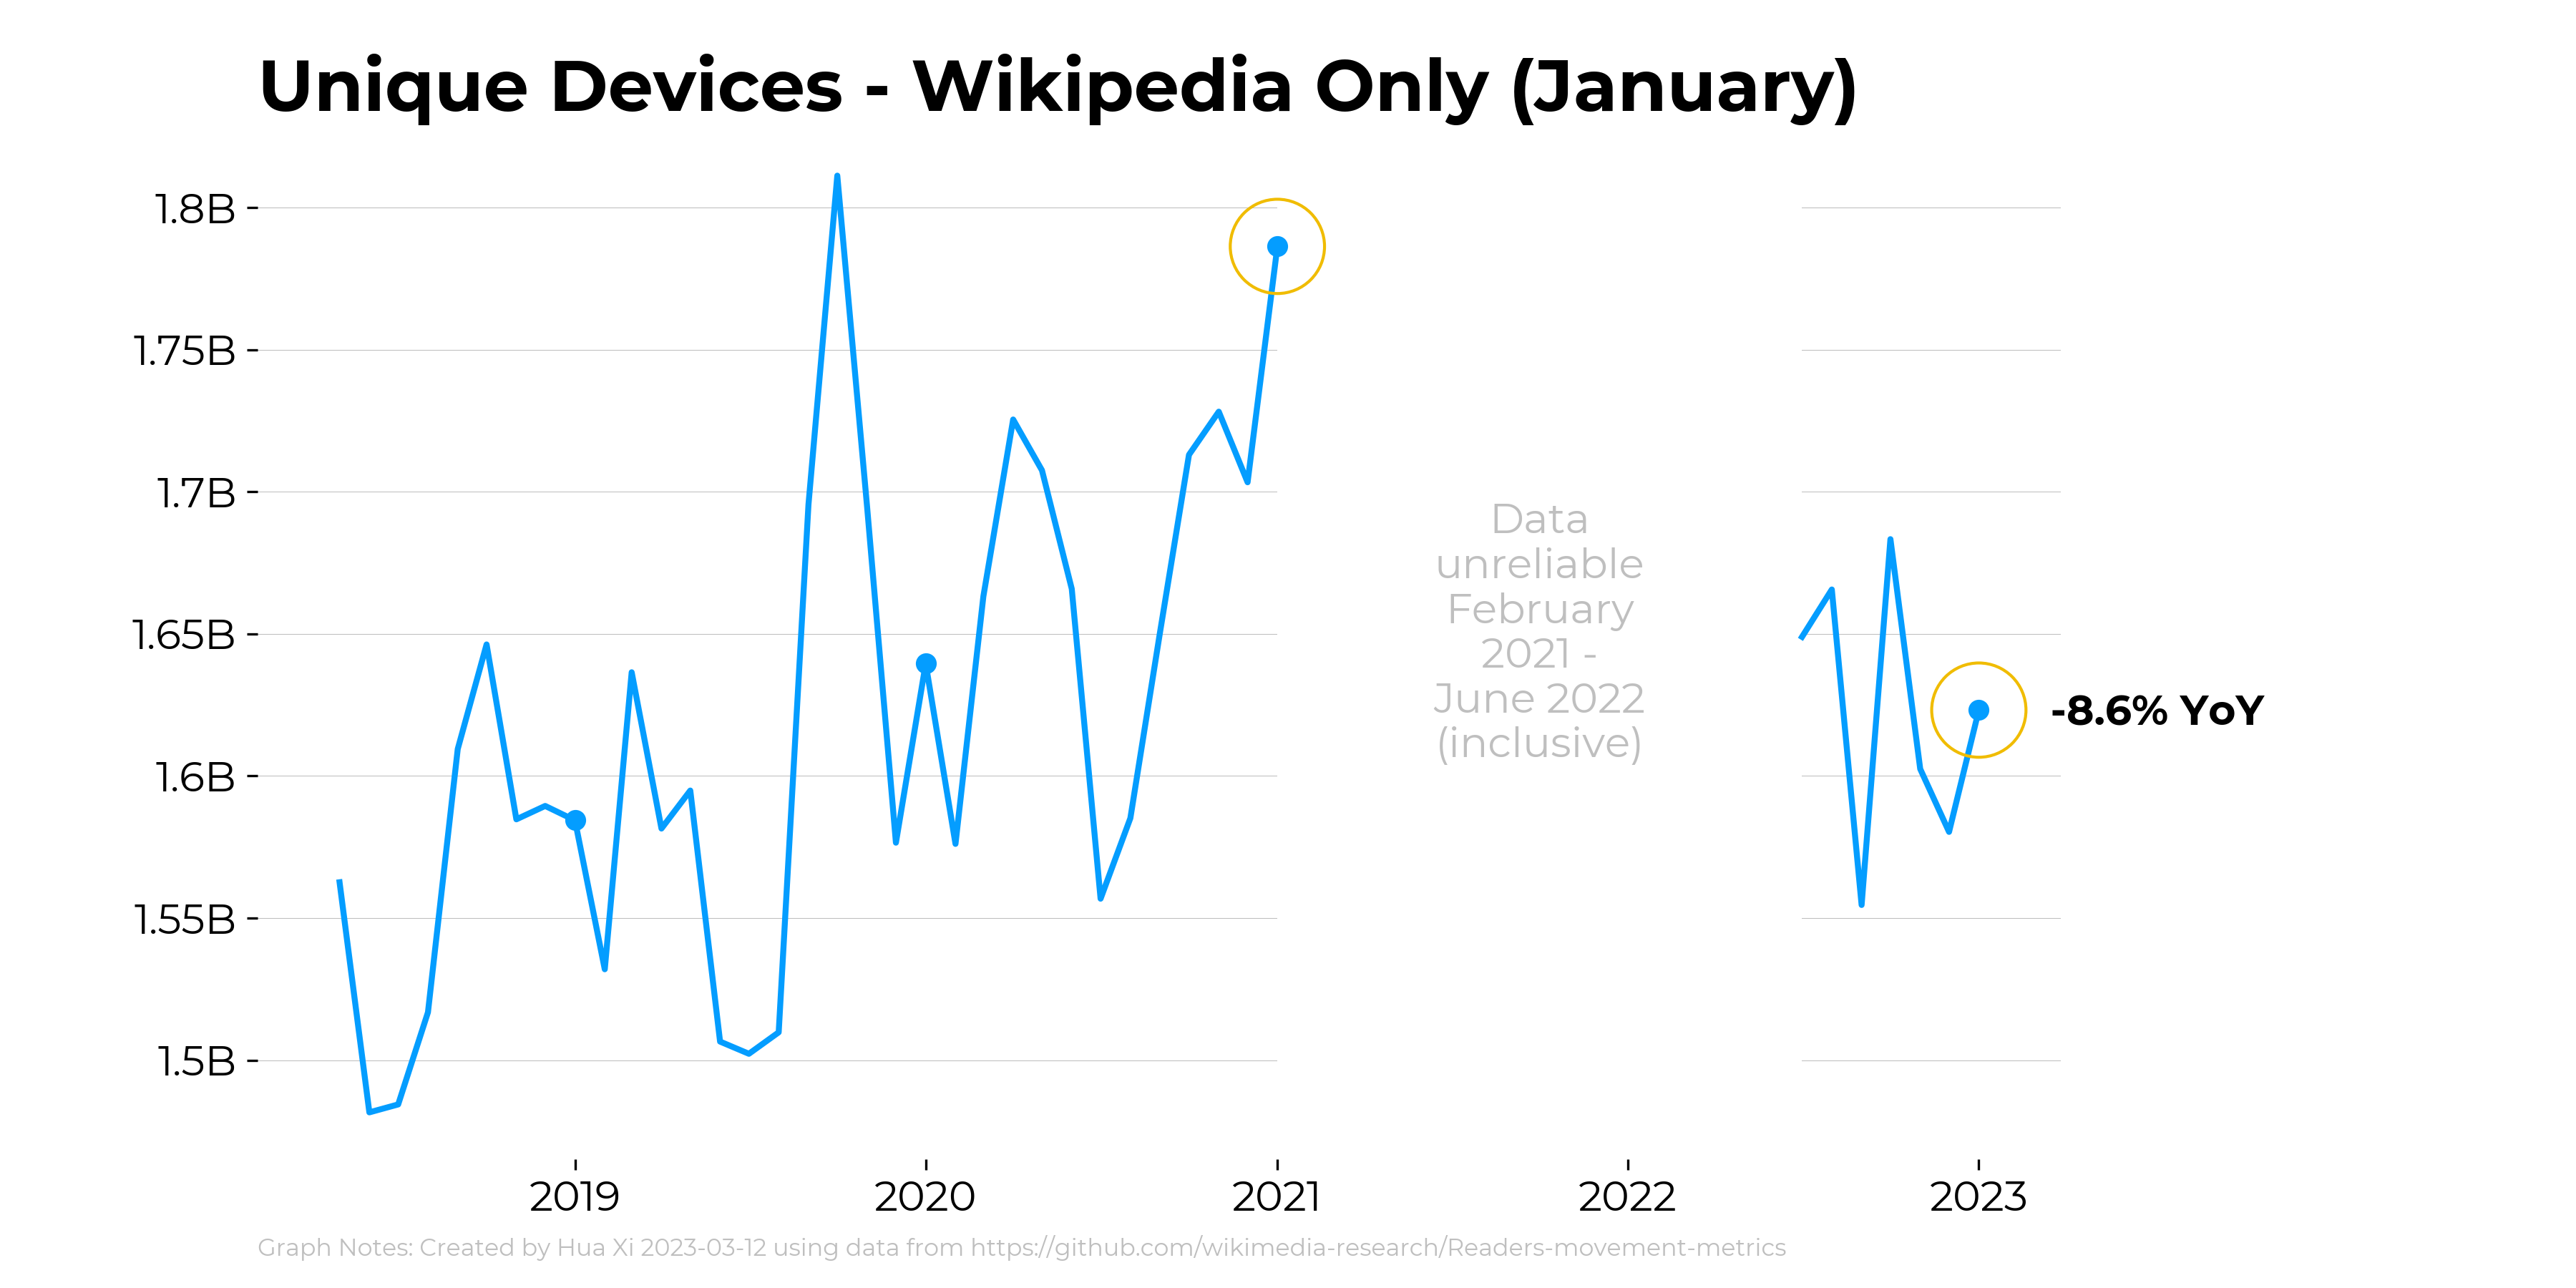 Unique Devices - Wikipedia Only (January)
1.8B
1.75B
1.7B
1.65B
1.6B
1.55B
1.5B
Data
unreliable
February
2021 -
June 2022
(inclusive)
-8.6% YoY
2019
2020
2021
2022
2023
Graph Notes: Created by Hua Xi 2023-03-12 using data from https://github.com/wikimedia-research/Readers-movement-metrics